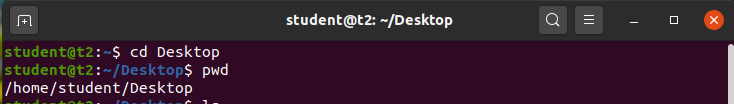 student@t2: ~/Desktop
student@t2:~$ cd Desktop
student@t2:~/Desktop$ pwd
/home/student/Desktop